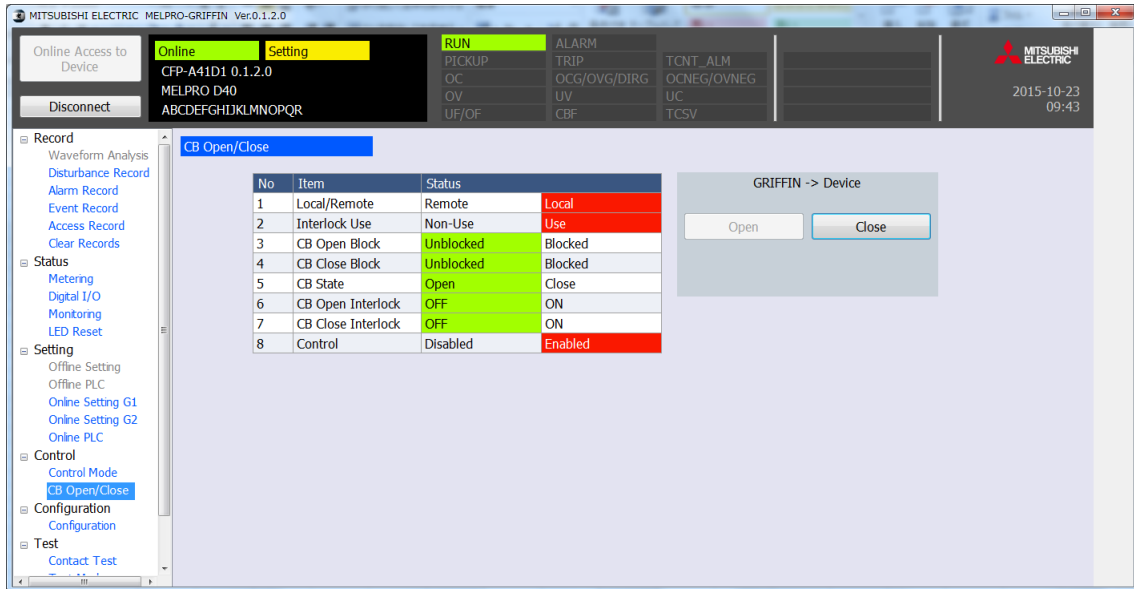 MITSUBISHI ELECTRIC MELPRO-GRIFFIN Ver.0.1.2.0
Online Access to
Device
Disconnect
Online Setting
CFP-A41D1 0.1.2.0
MELPRO D40
ABCDEFGHIJKLMNOPQR
RUN ALARM
PICKUP TRIP TCNT_ALM
OC OCG/OVG/DIRG OCNEG/OVNEG
OV UV UC
UF/OF CBF TCSV
MITSUBISHI
ELECTRIC
2015-10-23
09:43
Record
Waveform Analysis
Disturbance Record
Alarm Record
Event Record
Access Record
Clear Records
Status
Metering
Digital I/O
Monitoring
LED Reset
Setting
Offline Setting
Offline PLC
Online Setting G1
Online Setting G2
Online PLC
Control
Control Mode
CB Open/Close
Configuration
Configuration
Test
Contact Test
CB Open/Close
No Item Status
1 Local/Remote Remote Local
2 Interlock Use Non-Use Use
3 CB Open Block Unblocked Blocked
4 CB Close Block Unblocked Blocked
5 CB State Open Close
6 CB Open Interlock OFF ON
7 CB Close Interlock OFF ON
8 Control Disabled Enabled
GRIFFIN -> Device
Open Close